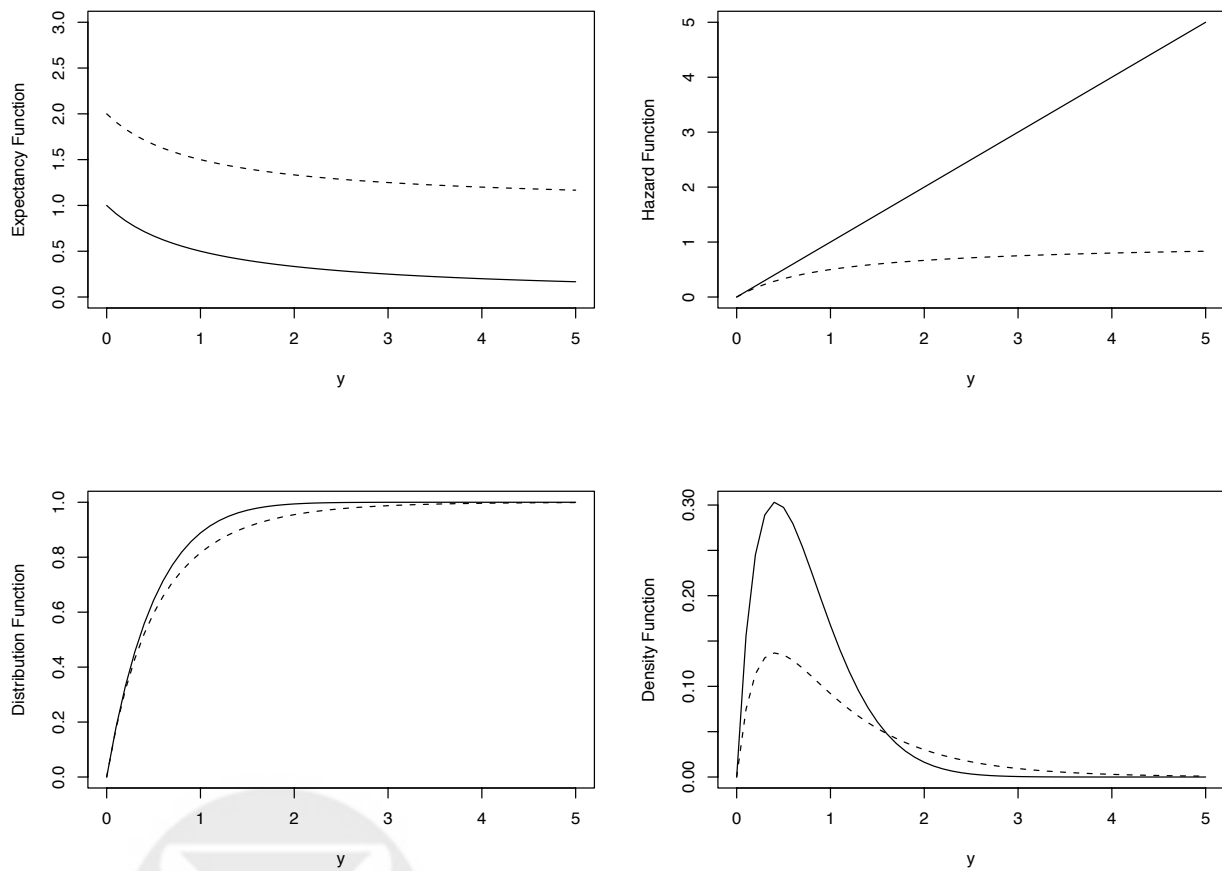 Expectancy Function
3.0
2.5
2.0
1.5
1.0
0.5
0.0
0 1 2 3 4 5
y
Hazard Function
5
4
3
2
1
0
0 1 2 3 4 5
y
Distribution Function
1.0
0.8
0.6
0.4
0.2
0.0
0 1 2 3 4 5
y
Density Function
0.30
0.20
0.10
0.00
0 1 2 3 4 5
y